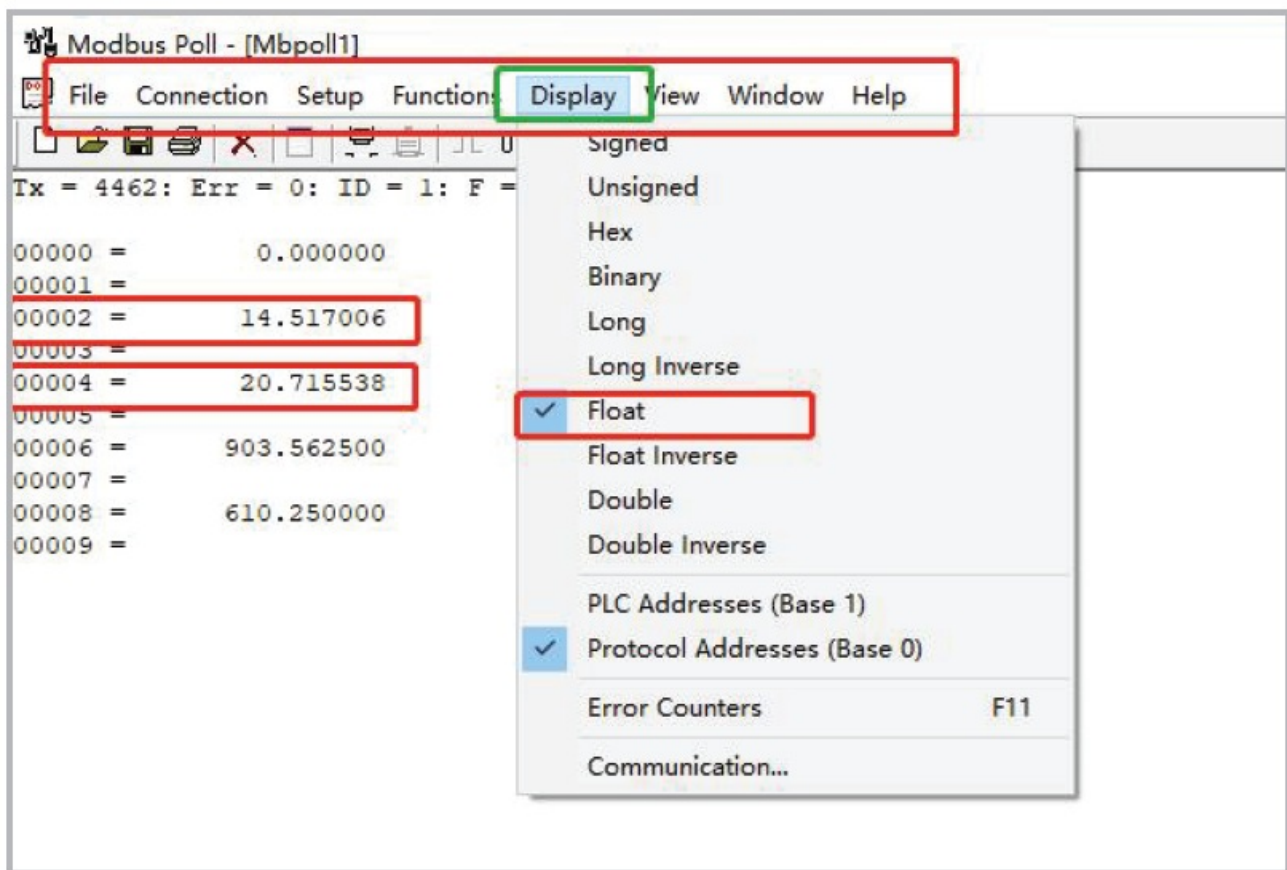 Modbus Poll - [Mbpoll1]
File Connection Setup Functions Display View Window Help
Tx = 4462: Err = 0: ID = 1: F =
00000 = 0.000000
00001 =
00002 = 14.517006
00003 =
00004 = 20.715538
00005 =
00006 = 903.562500
00007 =
00008 = 610.250000
00009 =
Signed
Unsigned
Hex
Binary
Long
Long Inverse
Float
Float Inverse
Double
Double Inverse
PLC Addresses (Base 1)
Protocol Addresses (Base 0)
Error Counters F11
Communication...